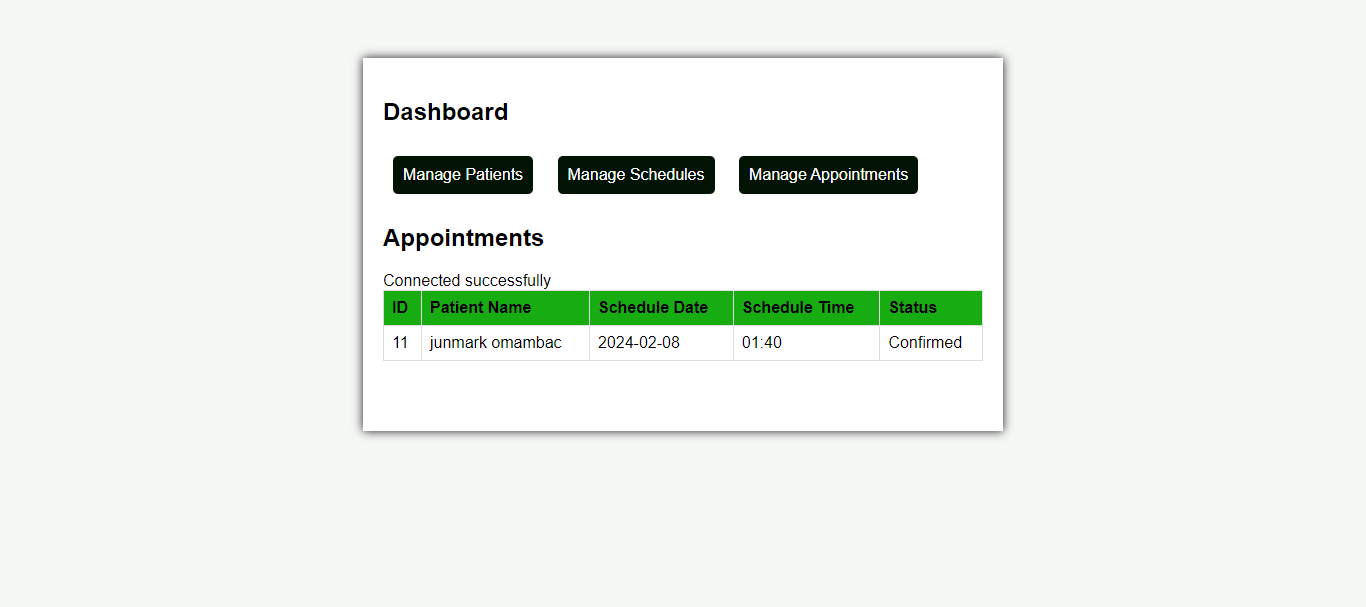 Dashboard
Manage Patients Manage Schedules Manage Appointments
Appointments
Connected successfully
ID Patient Name Schedule Date Schedule Time Status
11 junmark omambac 2024-02-08 01:40 Confirmed